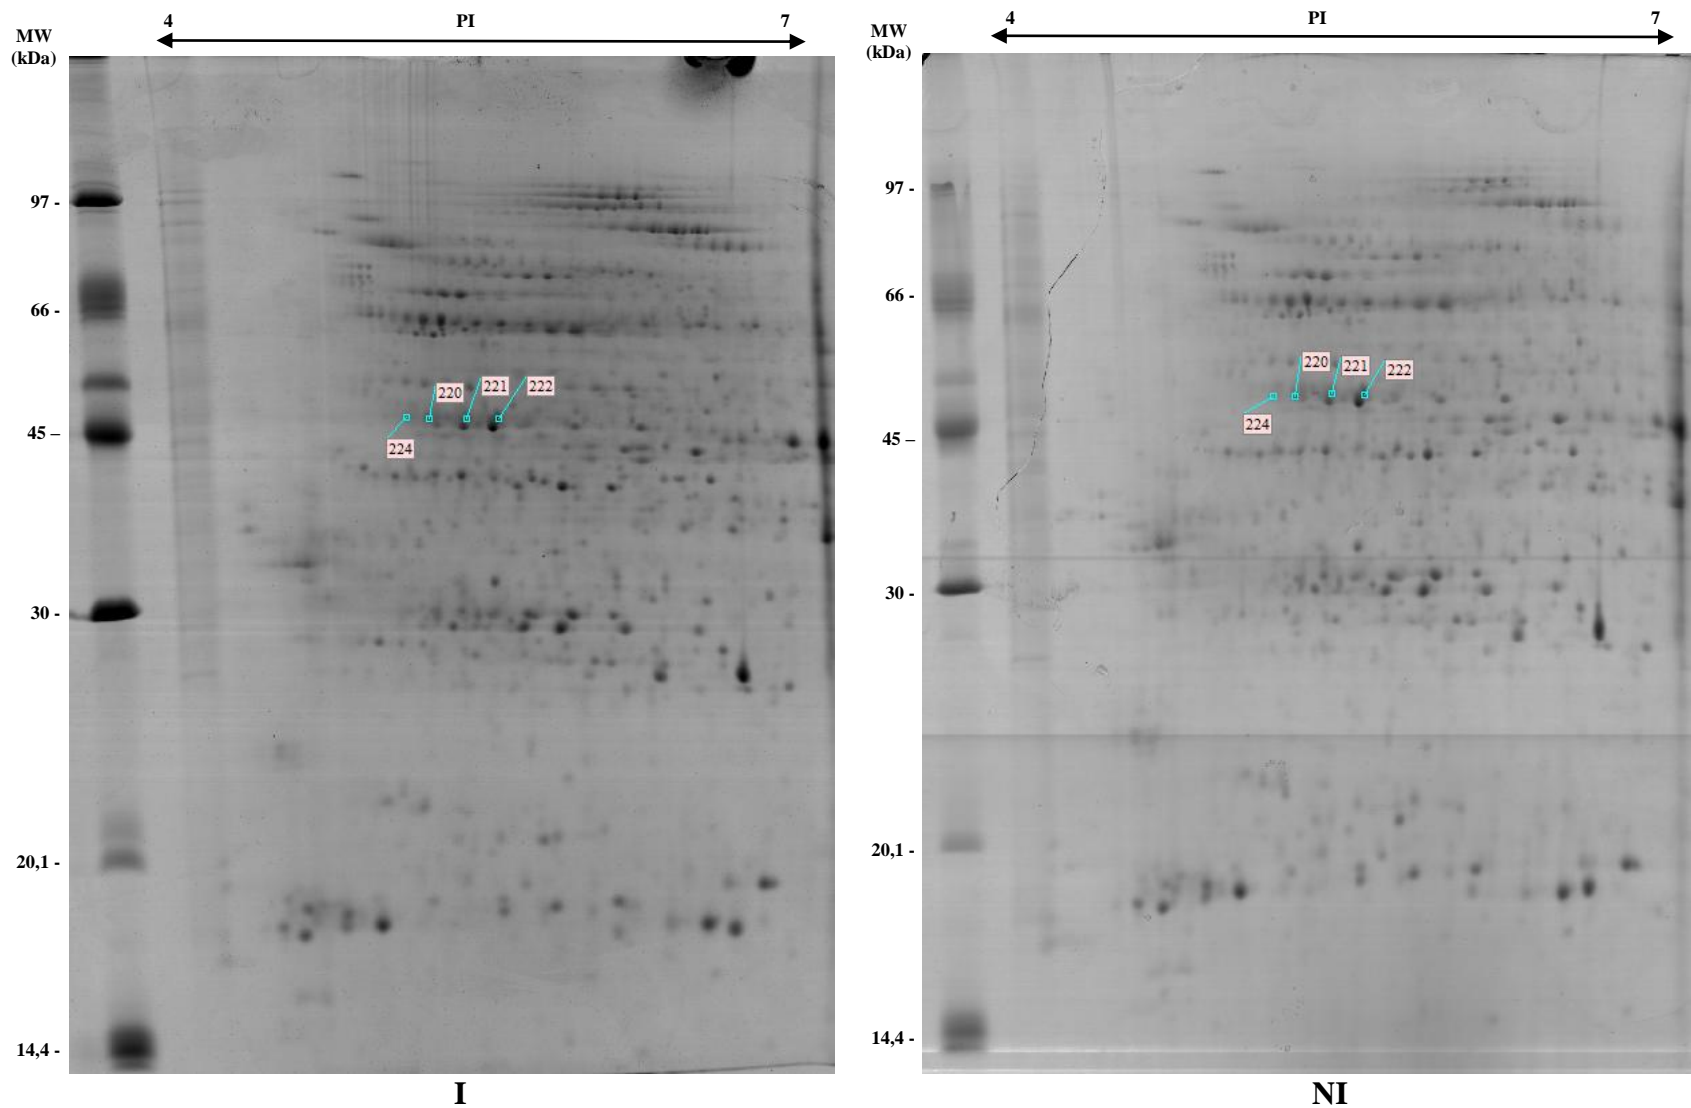 4 PI 7
MW
(kDa)
97 -
66 -
220 221 222
45 –
224
30 -
20,1 -
14,4 -
I
4 PI 7
MW
(kDa)
97 -
66 -
220 221 222
224
45 –
30 -
20,1 -
14,4 -
NI